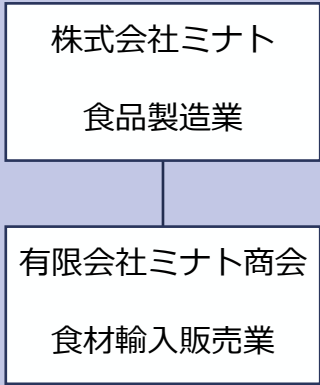 株式会社ミナト
食品製造業
有限会社ミナト商会
食材輸入販売業